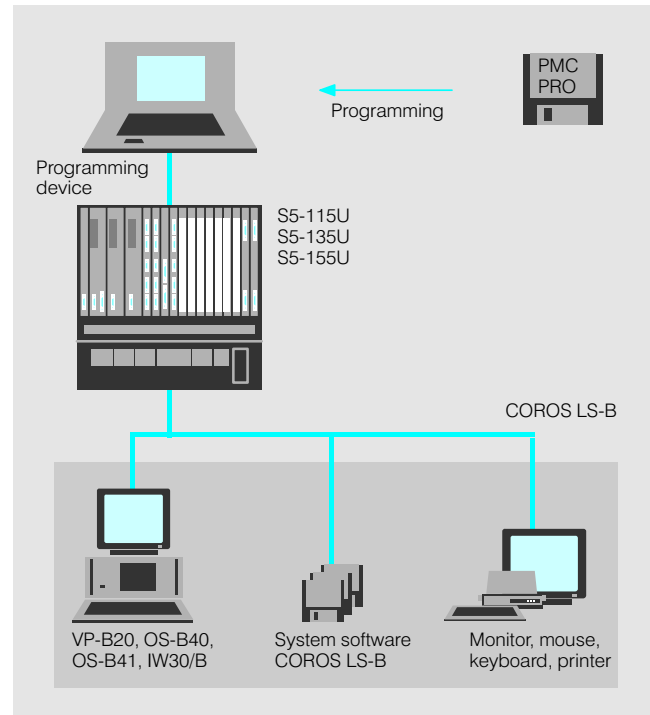 PMC
PRO
Programming
Programming
device
S5-115U
S5-135U
S5-155U
COROS LS-B
VP-B20, OS-B40,
OS-B41, IW30/B
System software
COROS LS-B
Monitor, mouse,
keyboard, printer